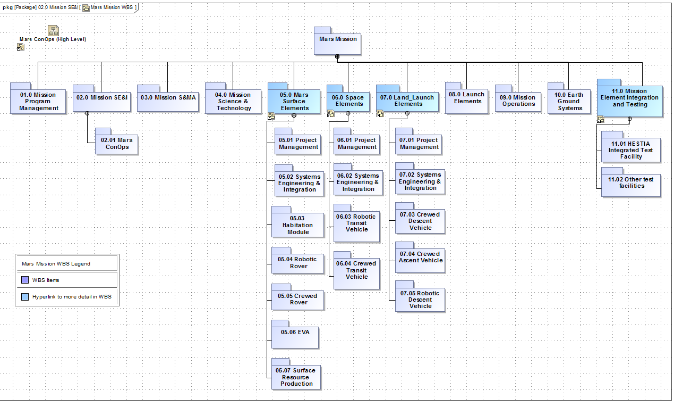 pkg [Package] 02.0 Mission SE&I [ Mars Mission WBS ]
Mars ConOps (High Level)
Mars Mission
01.0 Mission
Program
Management
02.0 Mission SE&I
03.0 Mission S&MA
04.0 Mission
Science &
Technology
05.0 Mars
Surface
Elements
06.0 Space
Elements
07.0 Land_Launch
Elements
08.0 Launch
Elements
09.0 Mission
Operations
10.0 Earth
Ground
Systems
11.0 Mission
Element Integration
and Testing
02.01 Mars
ConOps
05.01 Project
Management
06.01 Project
Management
07.01 Project
Management
11.01 HESTIA
Integrated Test
Facility
05.02 Systems
Engineering &
Integration
06.02 Systems
Engineering &
Integration
07.02 Systems
Engineering &
Integration
11.02 Other test
facilities
05.03
Habitation
Module
06.03 Robotic
Transit
Vehicle
07.03 Crewed
Descent
Vehicle
05.04 Robotic
Rover
06.04 Crewed
Transit
Vehicle
07.04 Crewed
Ascent Vehicle
05.05 Crewed
Rover
07.05 Robotic
Descent
Vehicle
05.06 EVA
05.07 Surface
Resource
Production
Mars Mission WBS Legend
WBS Items
Hyperlink to more detail in WBS